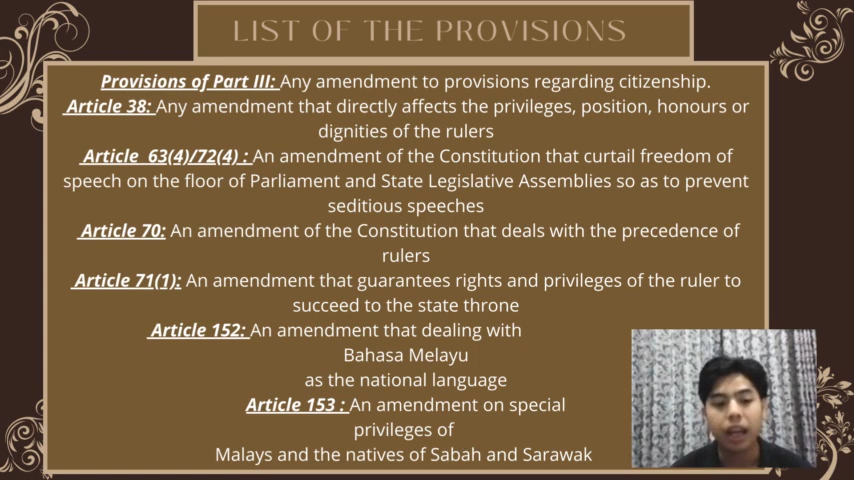 LIST OF THE PROVISIONS
Provisions of Part III: Any amendment to provisions regarding citizenship.
Article 38: Any amendment that directly affects the privileges, position, honours or
dignities of the rulers
Article 63(4)/72(4) : An amendment of the Constitution that curtail freedom of
speech on the floor of Parliament and State Legislative Assemblies so as to prevent
seditious speeches
Article 70: An amendment of the Constitution that deals with the precedence of
rulers
Article 71(1): An amendment that guarantees rights and privileges of the ruler to
succeed to the state throne
Article 152: An amendment that dealing with
Bahasa Melayu
as the national language
Article 153 : An amendment on special
privileges of
Malays and the natives of Sabah and Sarawak